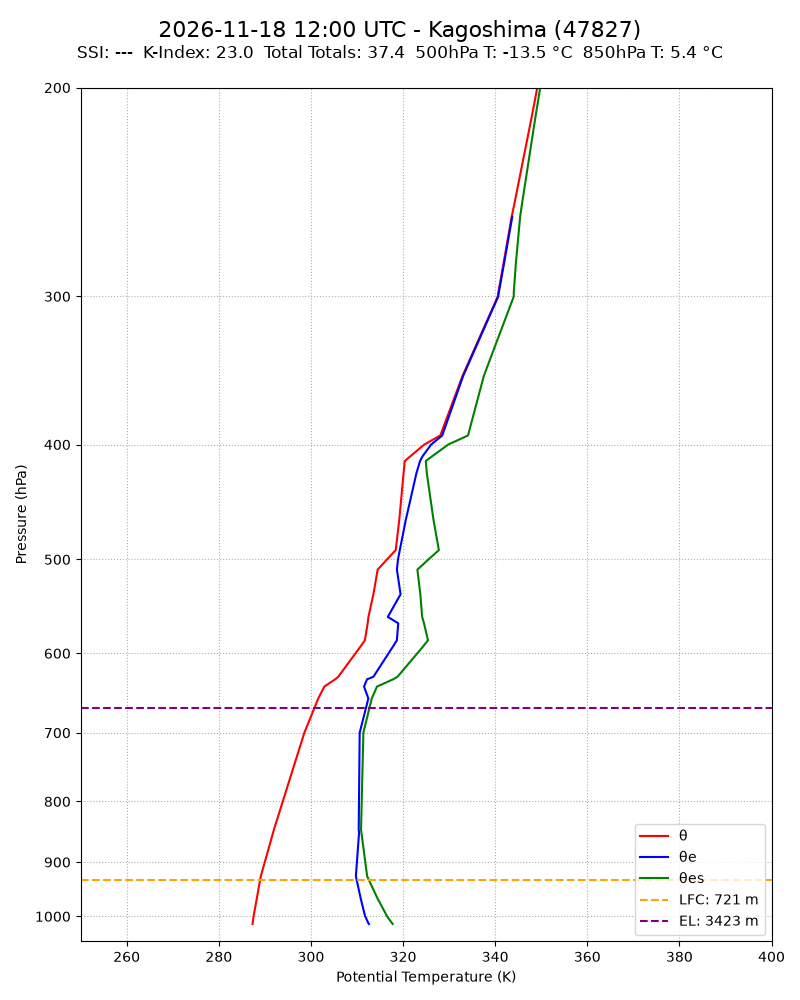 2026-11-18 12:00 UTC - Kagoshima (47827)
SSI: ---  K-Index: 23.0  Total Totals: 37.4  500hPa T: -13.5 °C  850hPa T: 5.4 °C
200
300
400
500
600
700
800
900
1000
Pressure (hPa)
260 280 300 320 340 360 380 400
Potential Temperature (K)
θ
θe
θes
LFC: 721 m
EL: 3423 m